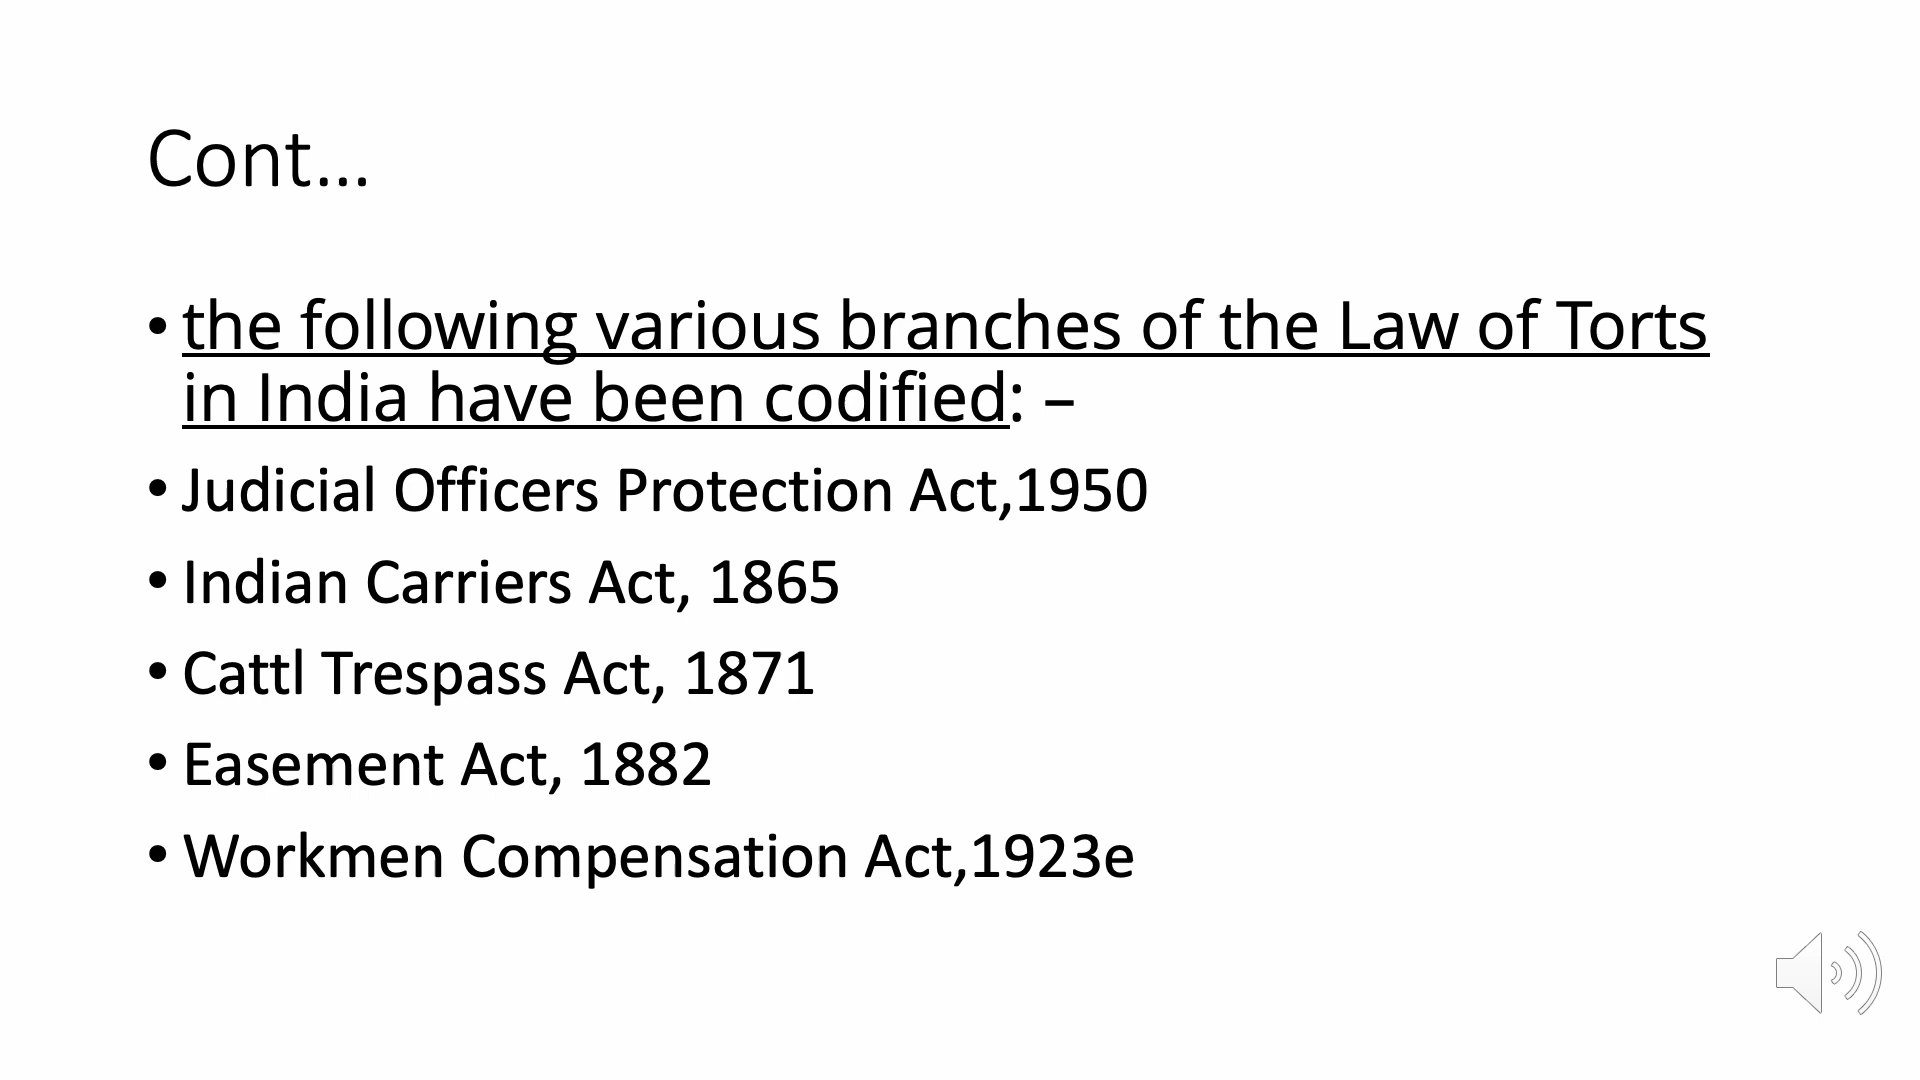 Cont...
• the following various branches of the Law of Torts
in India have been codified: –
• Judicial Officers Protection Act,1950
• Indian Carriers Act, 1865
• Cattl Trespass Act, 1871
• Easement Act, 1882
• Workmen Compensation Act,1923e